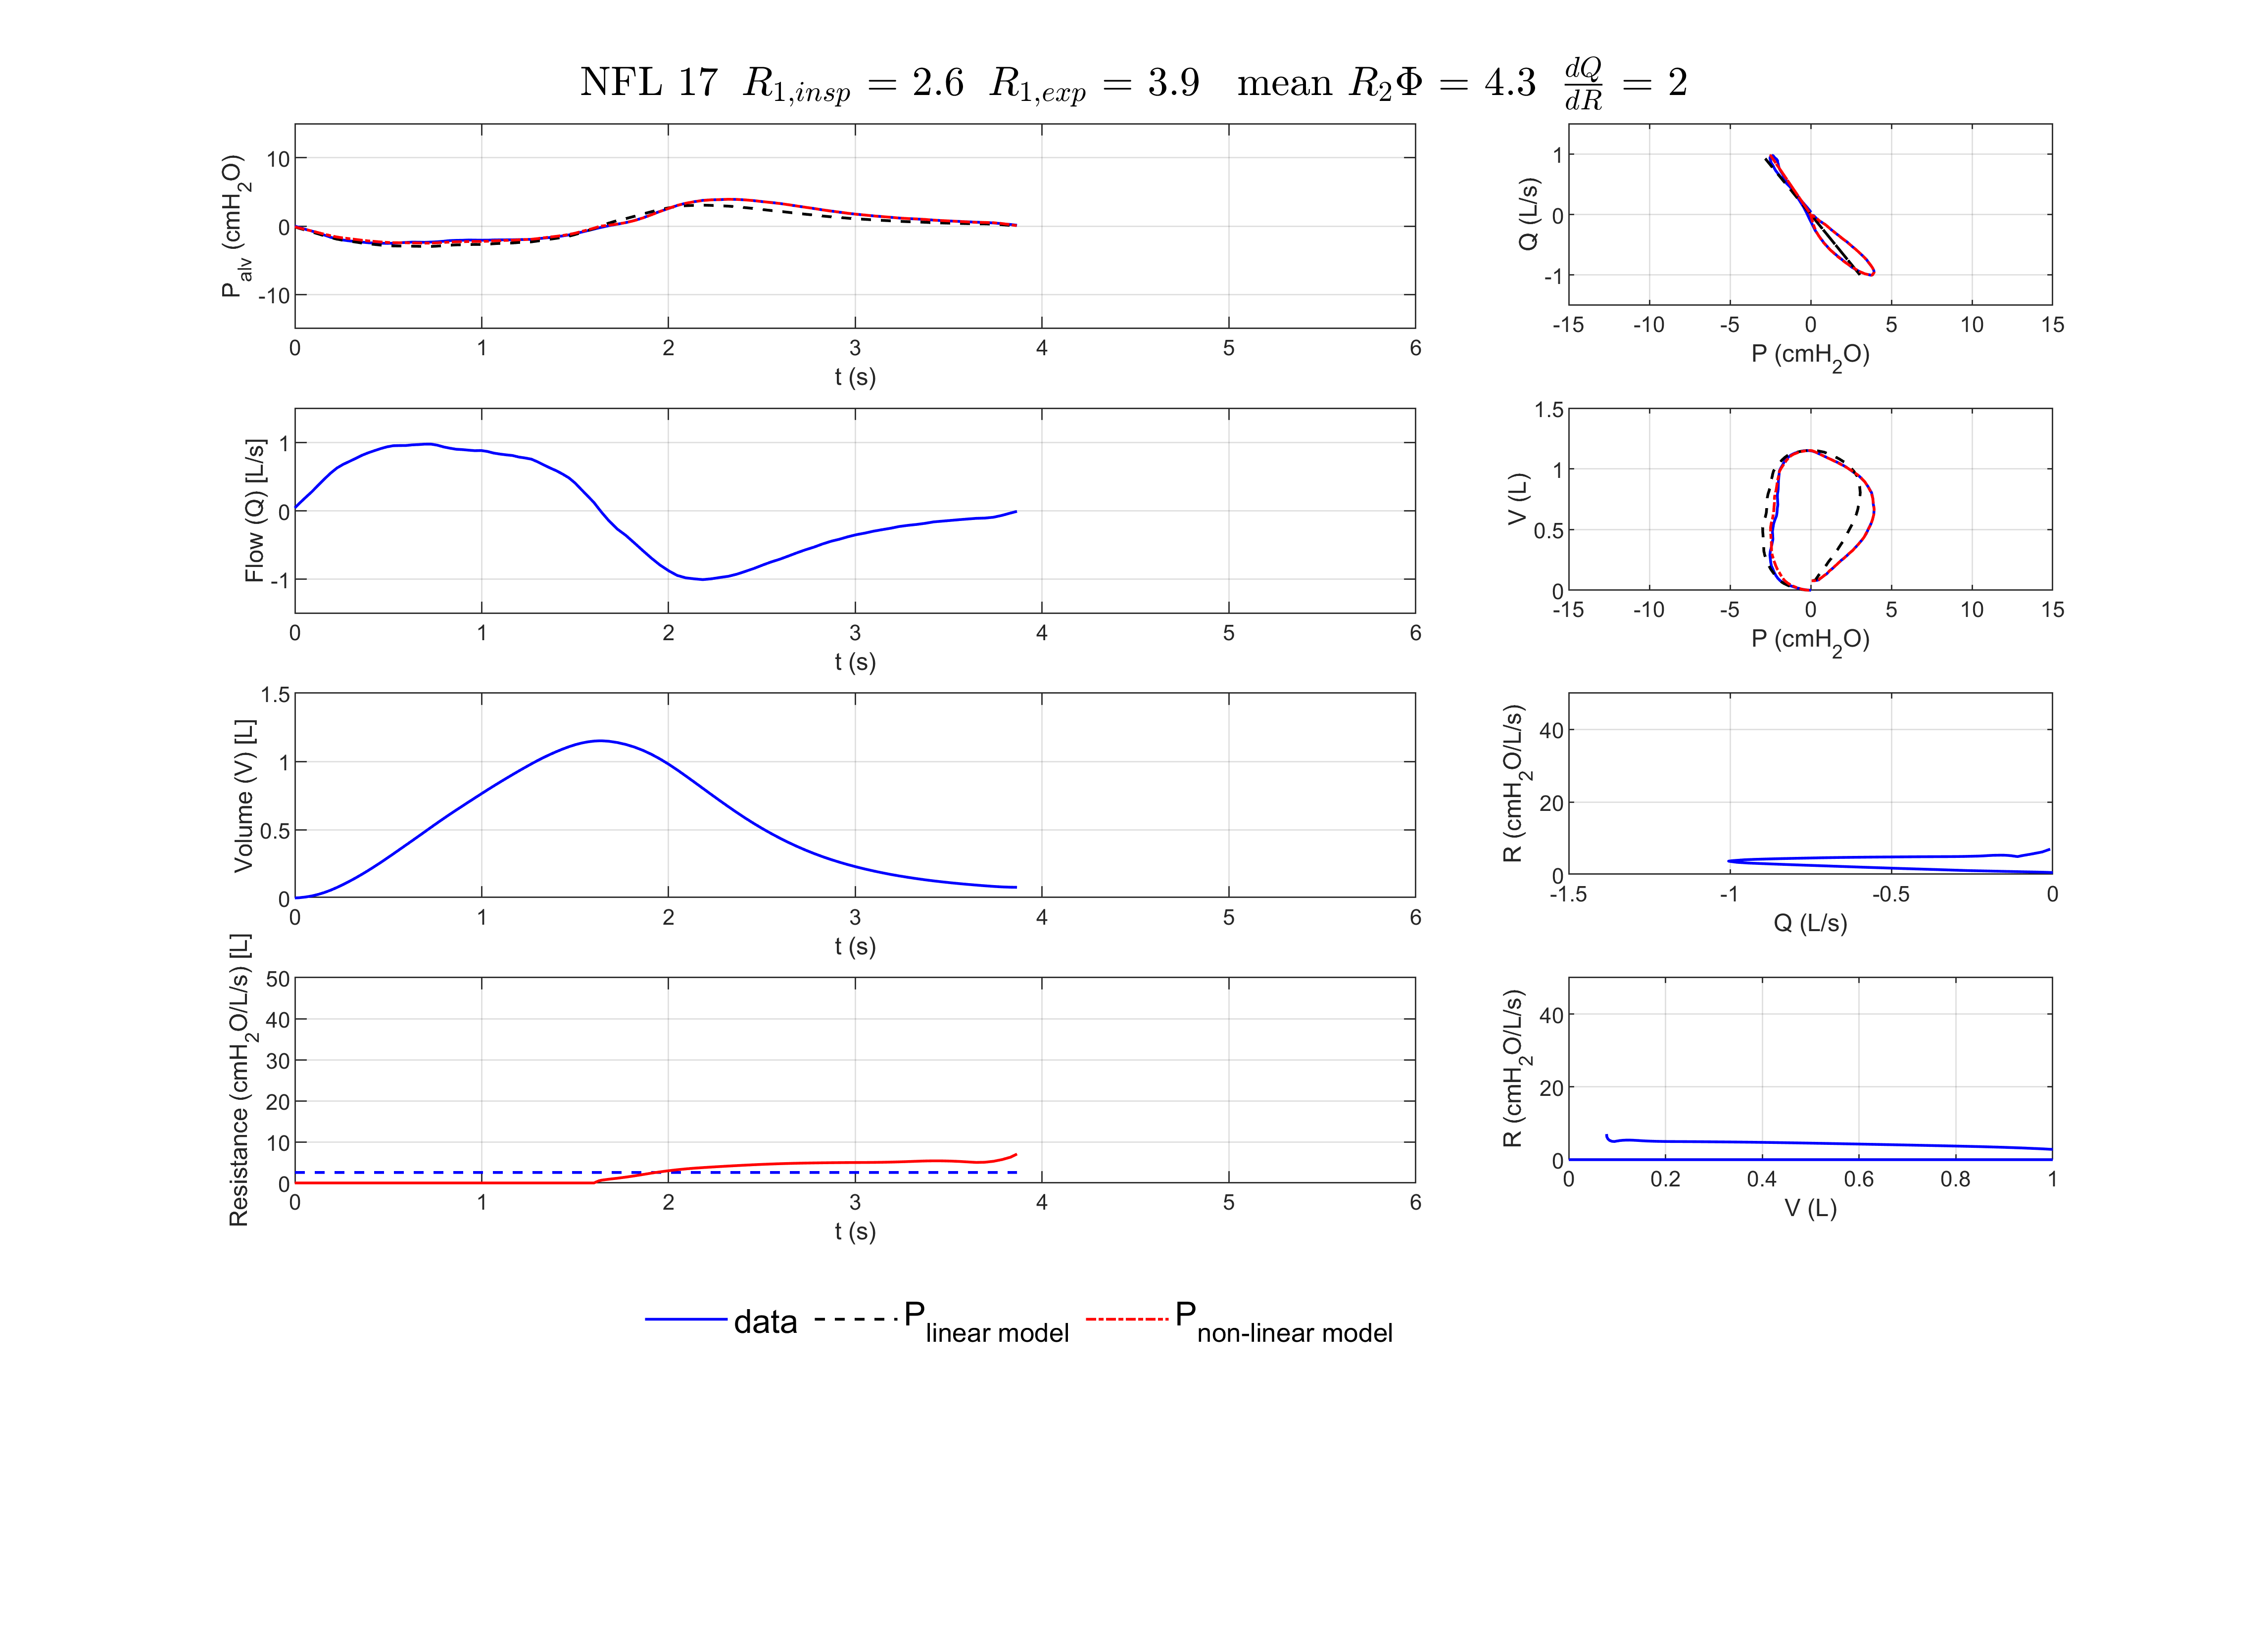 NFL 17 R1,insp = 2.6 R1,exp = 3.9 mean R2Φ = 4.3 dQ/dR = 2
Palv (cmH2O)
10
0
-10
0 1 2 3 4 5 6
t (s)
Q (L/s)
1
0
-1
-15 -10 -5 0 5 10 15
P (cmH2O)
Flow (Q) [L/s]
1
0
-1
0 1 2 3 4 5 6
t (s)
V (L)
1.5
1
0.5
0
-15 -10 -5 0 5 10 15
P (cmH2O)
Volume (V) [L]
1.5
1
0.5
0
0 1 2 3 4 5 6
t (s)
R (cmH2O/L/s)
40
20
0
-1.5 -1 -0.5 0
Q (L/s)
Resistance (cmH2O/L/s) [L]
50
40
30
20
10
0
0 1 2 3 4 5 6
t (s)
R (cmH2O/L/s)
40
20
0
0 0.2 0.4 0.6 0.8 1
V (L)
data Plinear model Pnon-linear model